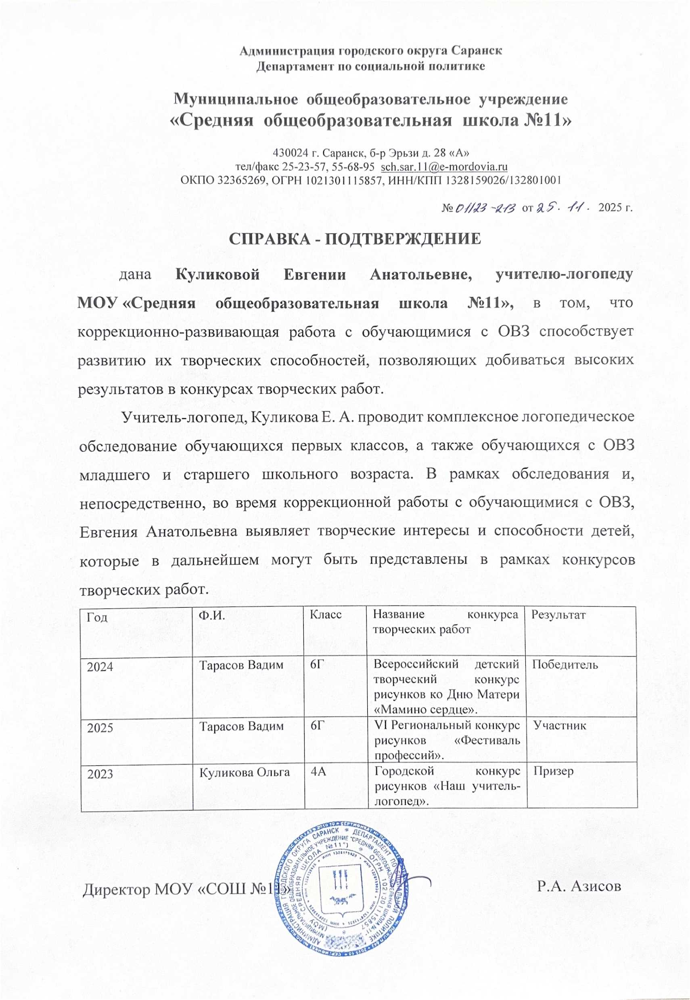 Администрация городского округа Саранск
Департамент по социальной политике
Муниципальное общеобразовательное учреждение
«Средняя общеобразовательная школа №11»
430024 г. Саранск, б-р Эрьзи д. 28 «А»
тел/факс 25-23-57, 55-68-95 sch.sar.11@e-mordovia.ru
ОКПО 32365269, ОГРН 1021301115857, ИНН/КПП 1328159026/132801001
№ 01/23-213 от 25. 11. 2025 г.
СПРАВКА - ПОДТВЕРЖДЕНИЕ
дана Куликовой Евгении Анатольевне, учителю-логопеду
МОУ «Средняя общеобразовательная школа №11», в том, что
коррекционно-развивающая работа с обучающимися с ОВЗ способствует
развитию их творческих способностей, позволяющих добиваться высоких
результатов в конкурсах творческих работ.
Учитель-логопед, Куликова Е. А. проводит комплексное логопедическое
обследование обучающихся первых классов, а также обучающихся с ОВЗ
младшего и старшего школьного возраста. В рамках обследования и,
непосредственно, во время коррекционной работы с обучающимися с ОВЗ,
Евгения Анатольевна выявляет творческие интересы и способности детей,
которые в дальнейшем могут быть представлены в рамках конкурсов
творческих работ.
Год Ф.И. Класс Название конкурса Результат
творческих работ
2024 Тарасов Вадим 6Г Всероссийский детский Победитель
творческий конкурс
рисунков ко Дню Матери
«Мамино сердце».
2025 Тарасов Вадим 6Г VI Региональный конкурс Участник
рисунков «Фестиваль
профессий».
2023 Куликова Ольга 4А Городской конкурс Призер
рисунков «Наш учитель-
логопед».
Директор МОУ «СОШ №11» Р.А. Азисов
АДМИНИСТРАЦИЯ ГОРОДСКОГО ОКРУГА САРАНСК * ДЕПАРТАМЕНТ ПО СОЦИАЛЬНОЙ ПОЛИТИКЕ
МУНИЦИПАЛЬНОЕ ОБЩЕОБРАЗОВАТЕЛЬНОЕ УЧРЕЖДЕНИЕ "СРЕДНЯЯ ОБЩЕОБРАЗОВАТЕЛЬНАЯ ШКОЛА №11"
(МОУ "СРЕДНЯЯ ШКОЛА №11") * ОГРН 1021301115857